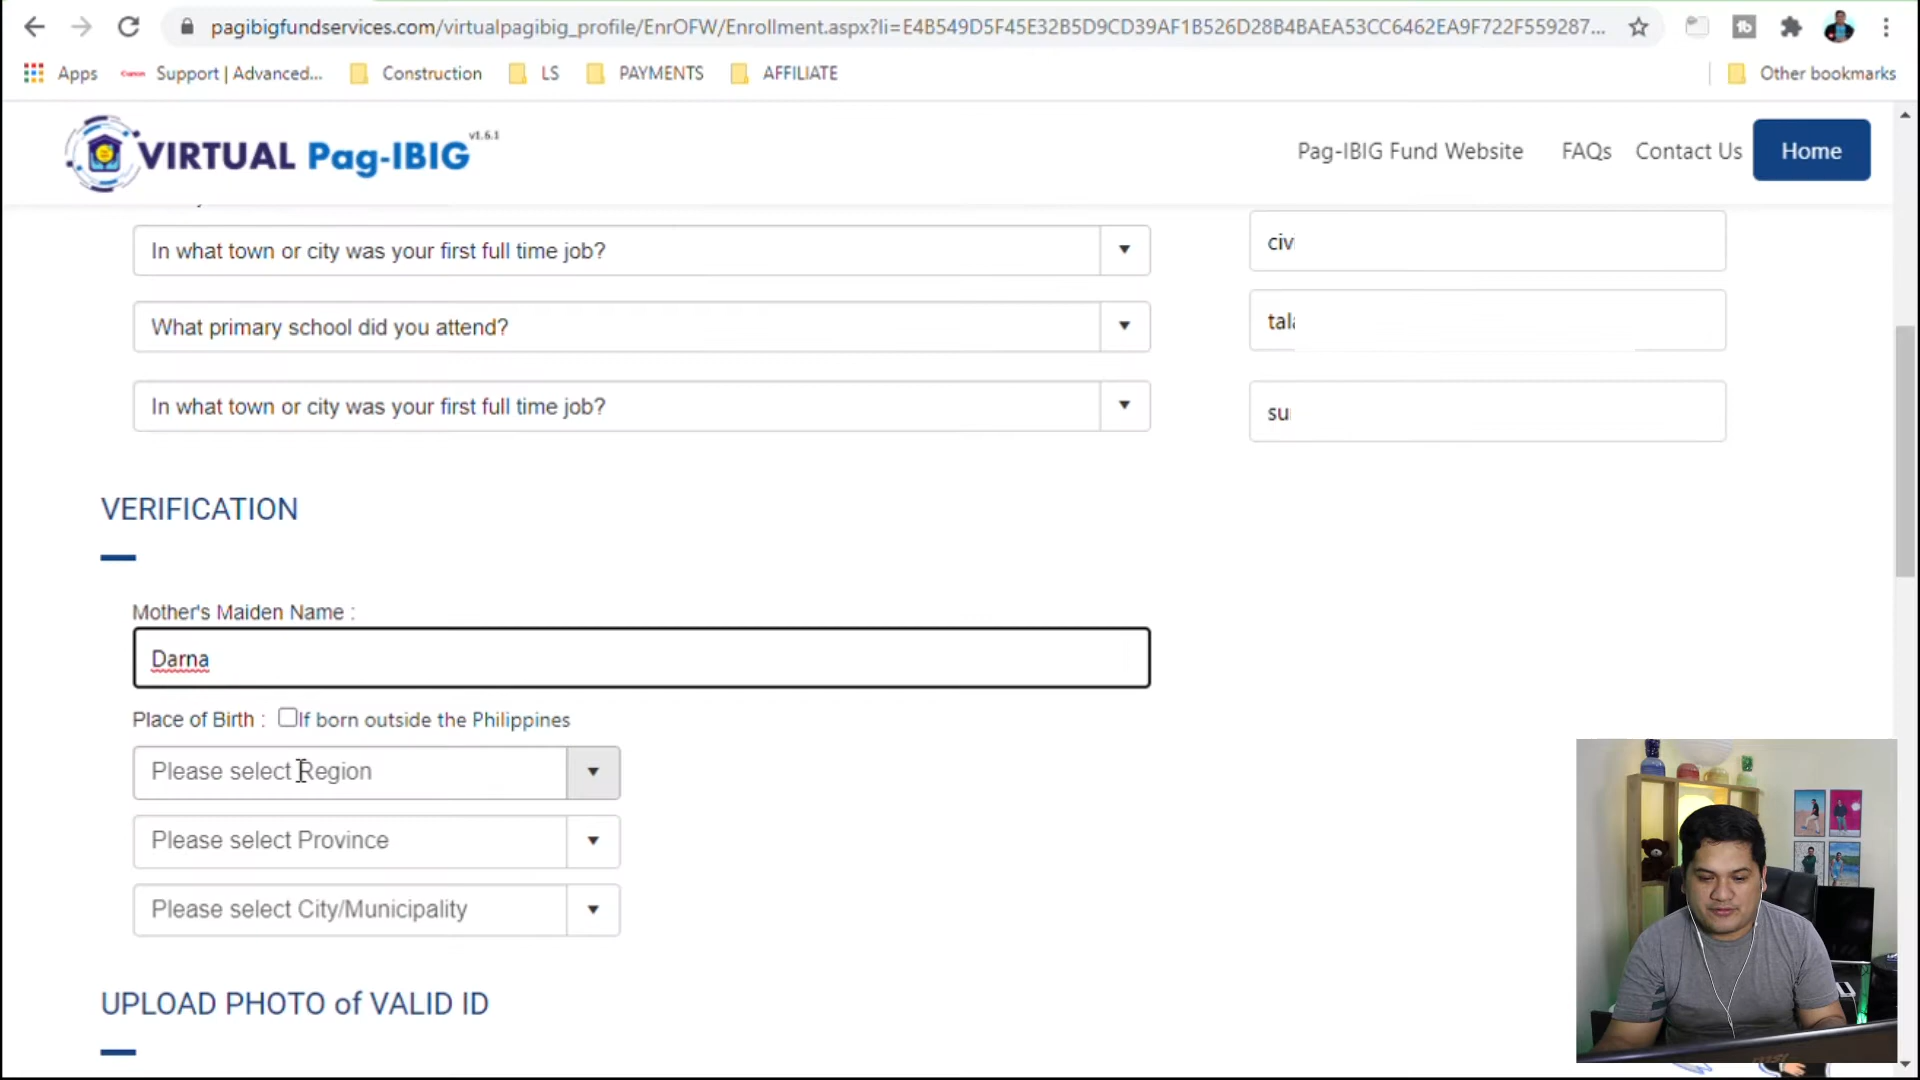 pagibigfundservices.com/virtualpagibig_profile/EnrOFW/Enrollment.aspx?li=E4B549D5F45E32B5D9CD39AF1B526D28B4BAEA53CC6462EA9F722F559287...
Apps Canon Support | Advanced... Construction LS PAYMENTS AFFILIATE Other bookmarks
VIRTUAL Pag-IBIG v1.6.1 Pag-IBIG Fund Website FAQs Contact Us Home
In what town or city was your first full time job? civ
What primary school did you attend? tala
In what town or city was your first full time job? su
VERIFICATION
Mother's Maiden Name :
Darna
Place of Birth : If born outside the Philippines
Please select Region
Please select Province
Please select City/Municipality
UPLOAD PHOTO of VALID ID